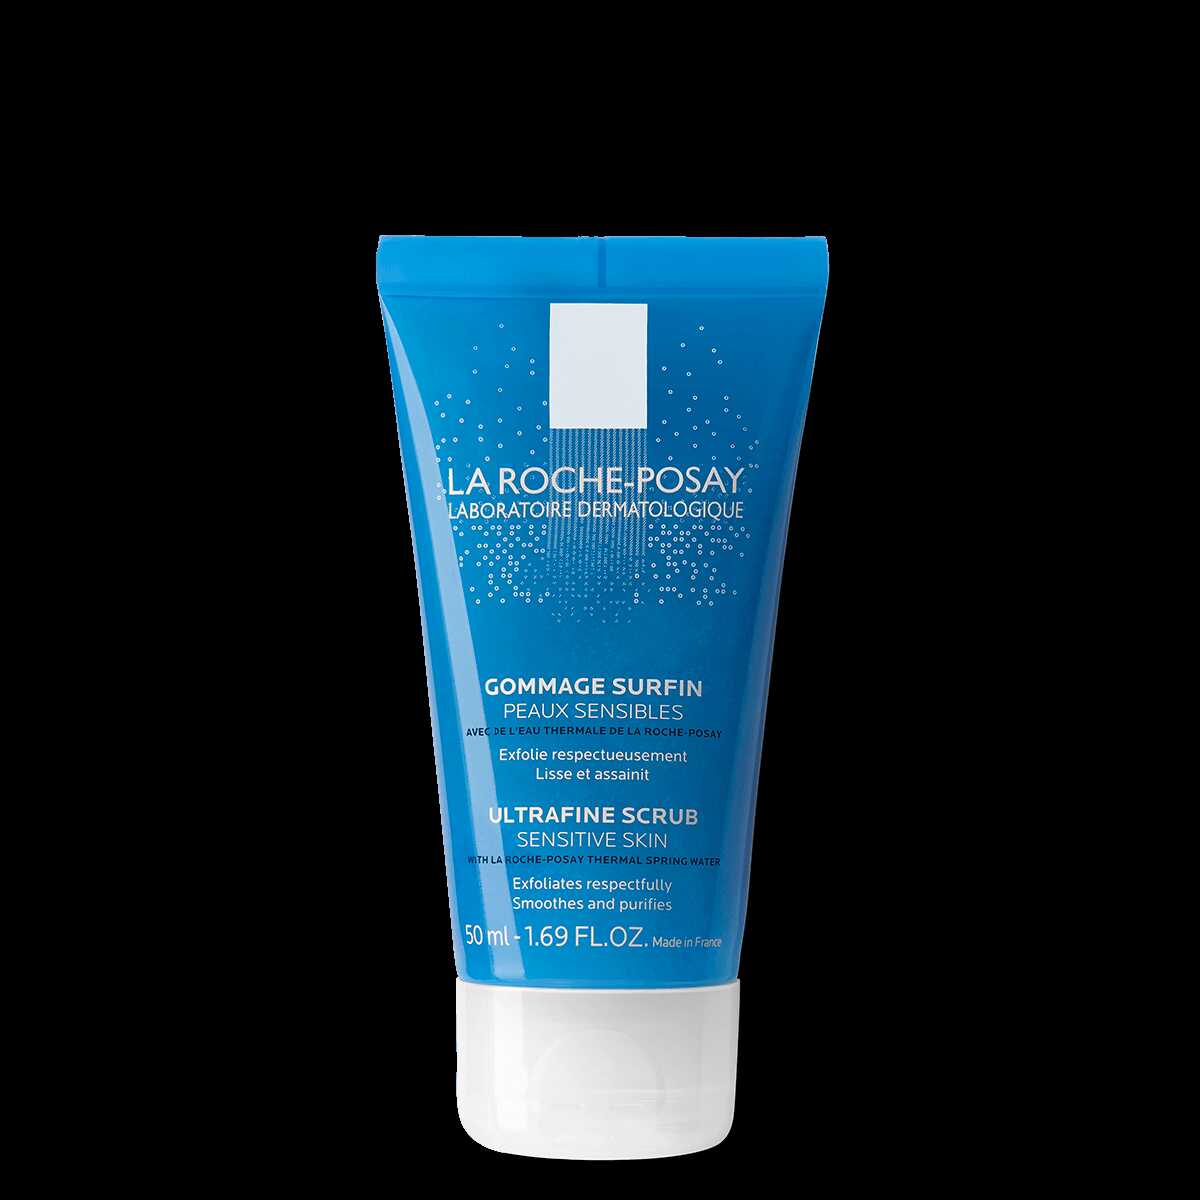 LA ROCHE-POSAY
LABORATOIRE DERMATOLOGIQUE
GOMMAGE SURFIN
PEAUX SENSIBLES
AVEC DE L'EAU THERMALE DE LA ROCHE-POSAY
Exfolie respectueusement
Lisse et assainit
ULTRAFINE SCRUB
SENSITIVE SKIN
WITH LA ROCHE-POSAY THERMAL SPRING WATER
Exfoliates respectfully
Smoothes and purifies
50 ml - 1.69 FL.OZ. Made in France